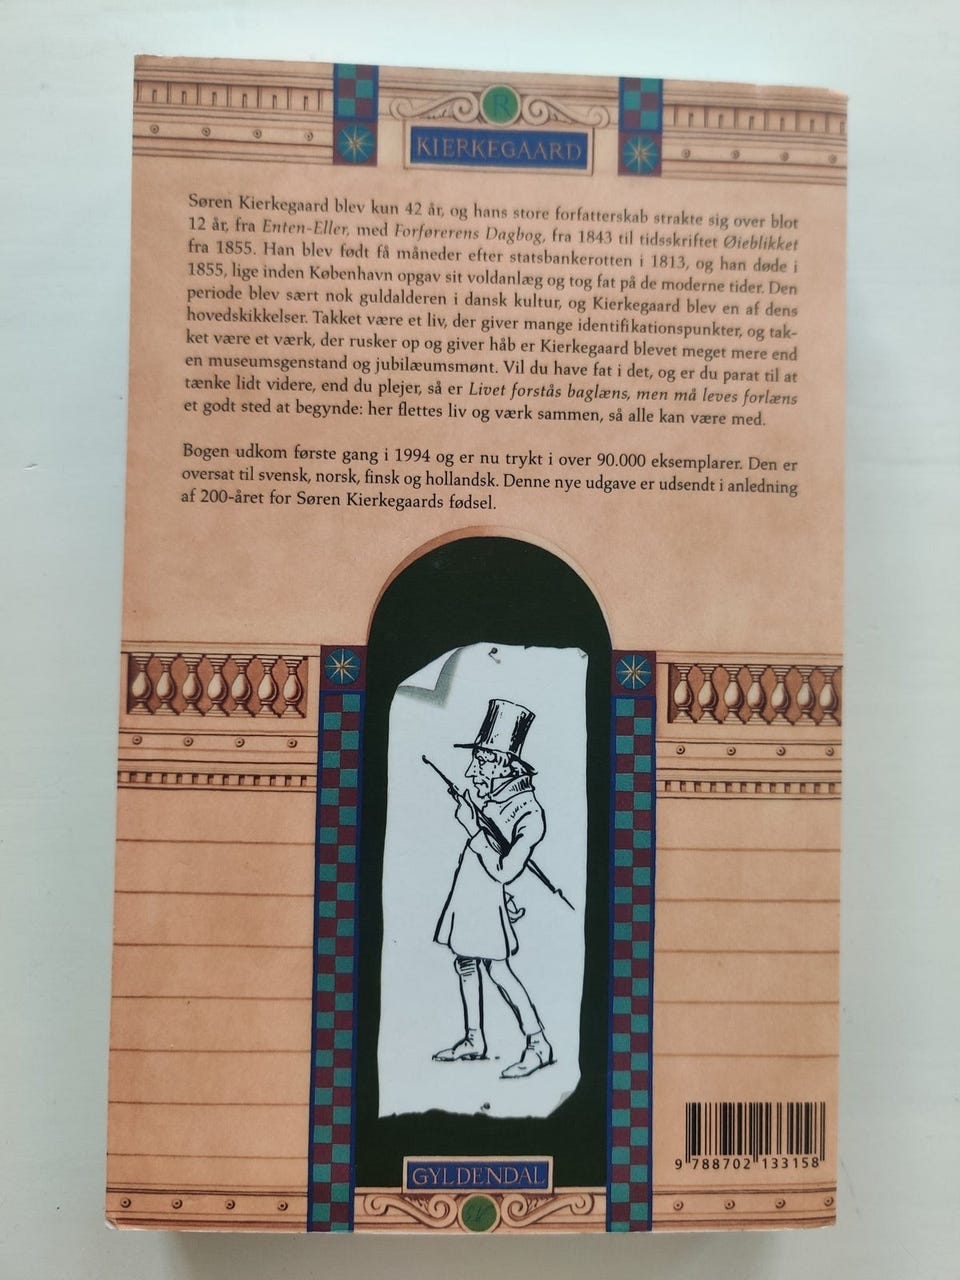 R
KIERKEGAARD
Søren Kierkegaard blev kun 42 år, og hans store forfatterskab strakte sig over blot
12 år, fra Enten-Eller, med Forførerens Dagbog, fra 1843 til tidsskriftet Øieblikket
fra 1855. Han blev født få måneder efter statsbankerotten i 1813, og han døde i
1855, lige inden København opgav sit voldanlæg og tog fat på de moderne tider. Den
periode blev sært nok guldalderen i dansk kultur, og Kierkegaard blev en af dens
hovedskikkelser. Takket være et liv, der giver mange identifikationspunkter, og tak-
ket være et værk, der rusker op og giver håb er Kierkegaard blevet meget mere end
en museumsgenstand og jubilæumsmønt. Vil du have fat i det, og er du parat til at
tænke lidt videre, end du plejer, så er Livet forstås baglæns, men må leves forlæns
et godt sted at begynde: her flettes liv og værk sammen, så alle kan være med.
Bogen udkom første gang i 1994 og er nu trykt i over 90.000 eksemplarer. Den er
oversat til svensk, norsk, finsk og hollandsk. Denne nye udgave er udsendt i anledning
af 200-året for Søren Kierkegaards fødsel.
9 788702 133158
GYLDENDAL